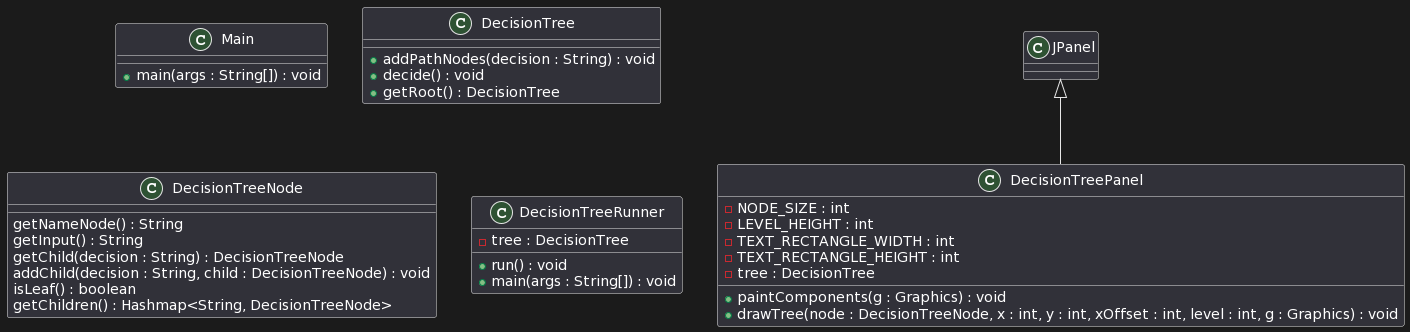 C Main
+ main(args : String[]) : void
C DecisionTree
addPathNodes(decision : String) : void
decide() : void
getRoot() : DecisionTree
C JPanel
C DecisionTreeNode
getNameNode() : String
getInput() : String
getChild(decision : String) : DecisionTreeNode
addChild(decision : String, child : DecisionTreeNode) : void
isLeaf() : boolean
getChildren() : Hashmap<String, DecisionTreeNode>
C DecisionTreeRunner
tree : DecisionTree
run() : void
main(args : String[]) : void
C DecisionTreePanel
NODE_SIZE : int
LEVEL_HEIGHT : int
TEXT_RECTANGLE_WIDTH : int
TEXT_RECTANGLE_HEIGHT : int
tree : DecisionTree
paintComponents(g : Graphics) : void
drawTree(node : DecisionTreeNode, x : int, y : int, xOffset : int, level : int, g : Graphics) : void